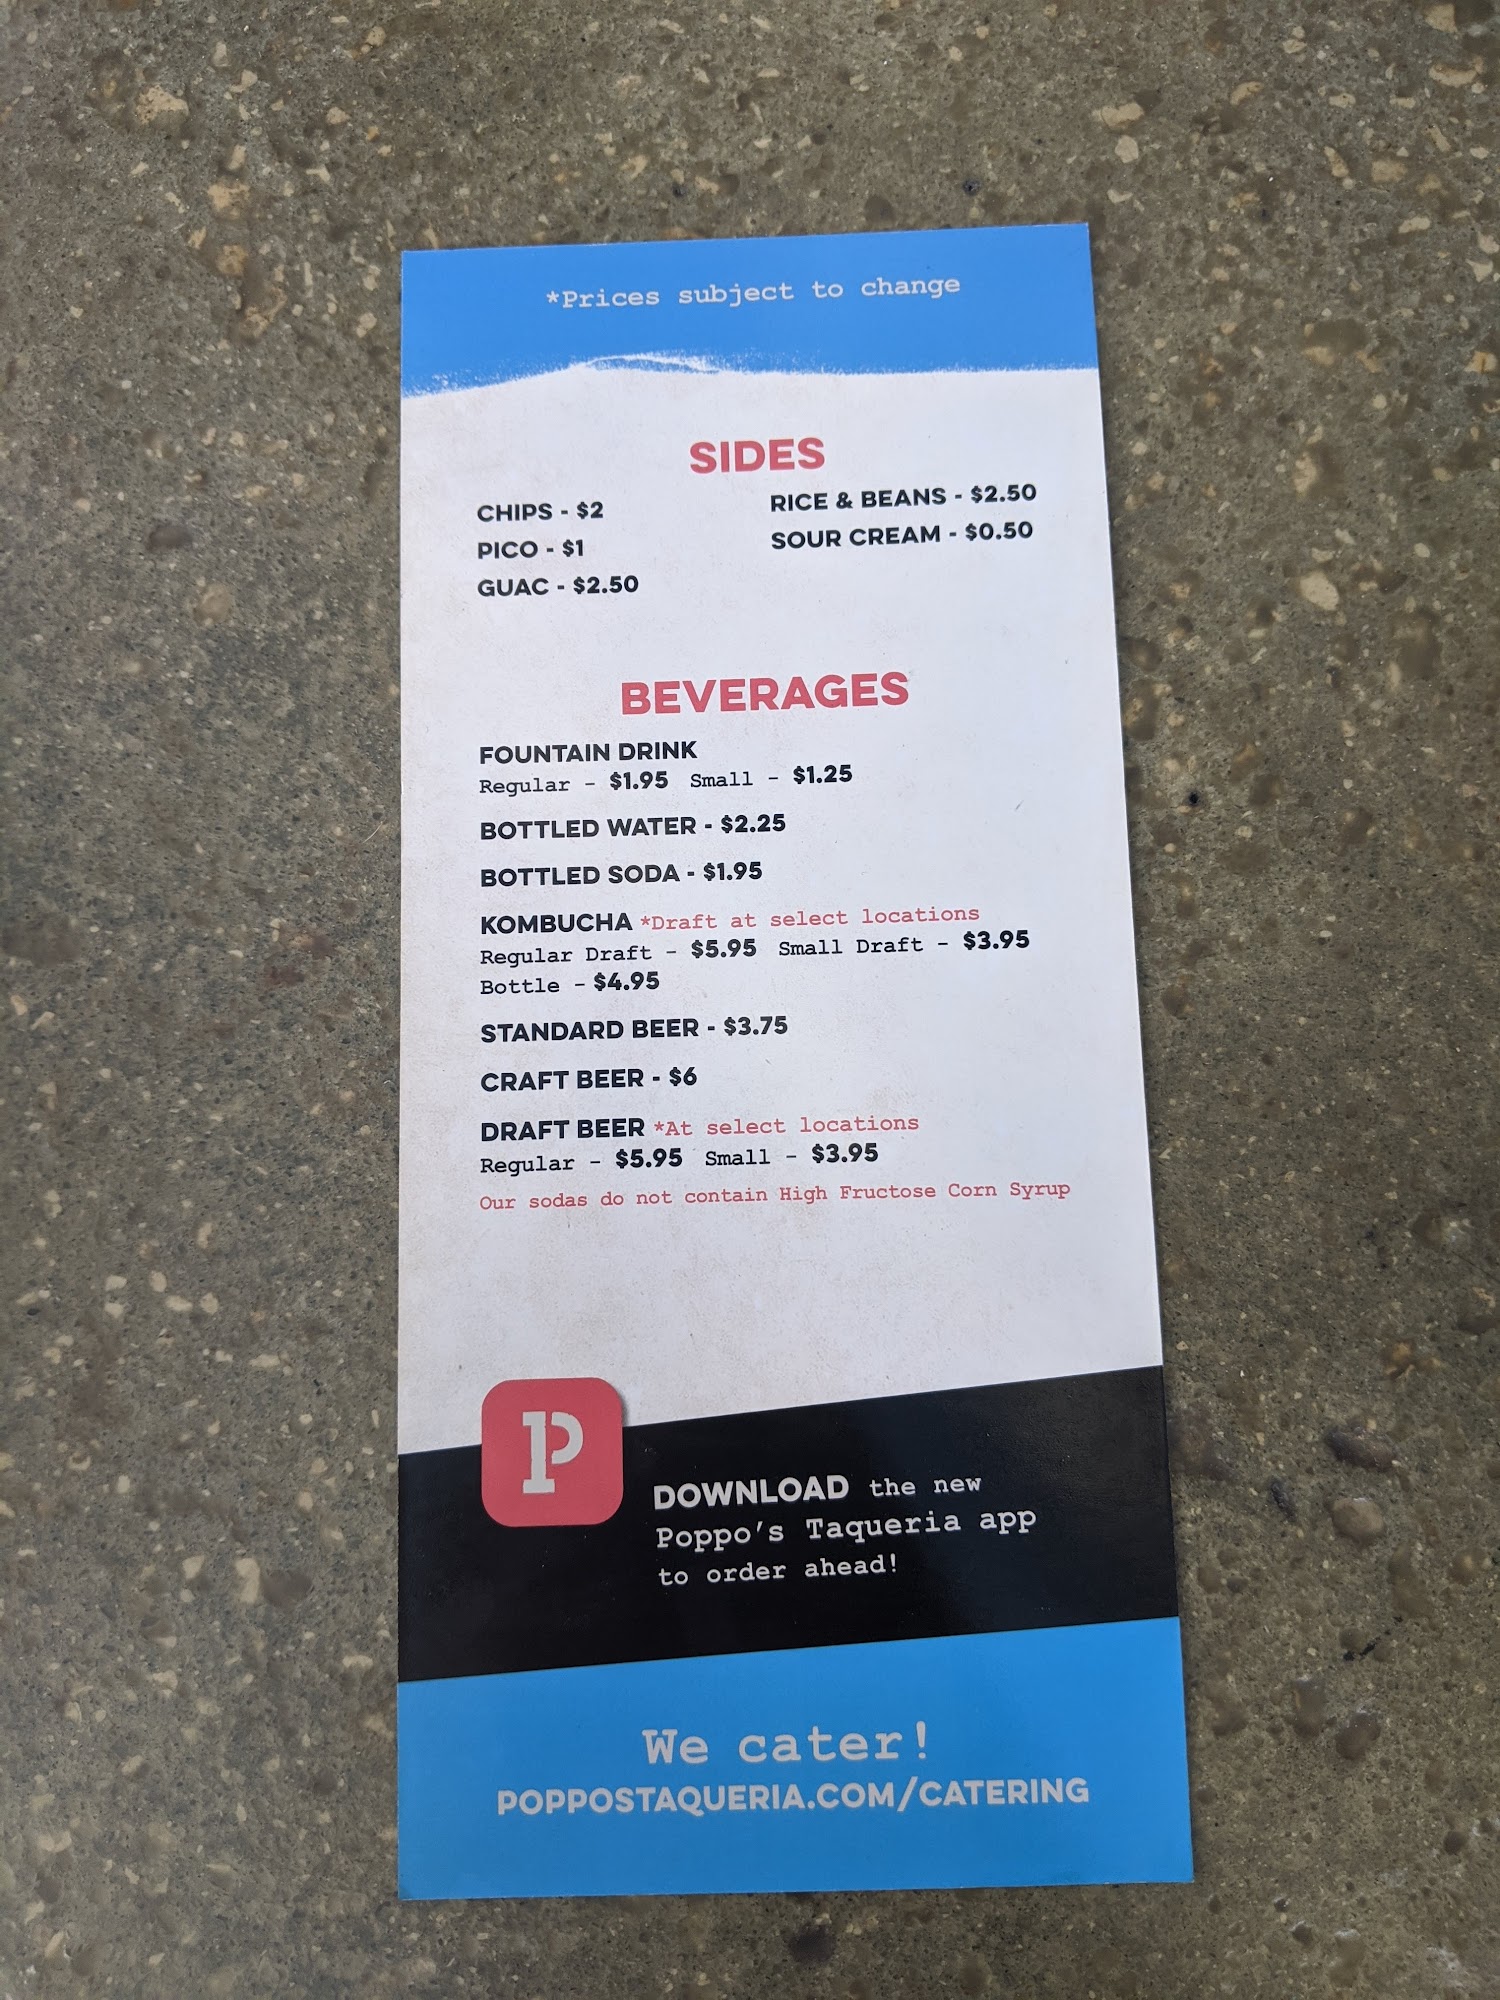 *Prices subject to change
SIDES
CHIPS - $2
PICO - $1
GUAC - $2.50
RICE & BEANS - $2.50
SOUR CREAM - $0.50
BEVERAGES
FOUNTAIN DRINK
Regular - $1.95 Small - $1.25
BOTTLED WATER - $2.25
BOTTLED SODA - $1.95
KOMBUCHA *Draft at select locations
Regular Draft - $5.95 Small Draft - $3.95
Bottle - $4.95
STANDARD BEER - $3.75
CRAFT BEER - $6
DRAFT BEER *At select locations
Regular - $5.95 Small - $3.95
Our sodas do not contain High Fructose Corn Syrup
P
DOWNLOAD the new
Poppo's Taqueria app
to order ahead!
We cater!
POPPOSTAQUERIA.COM/CATERING